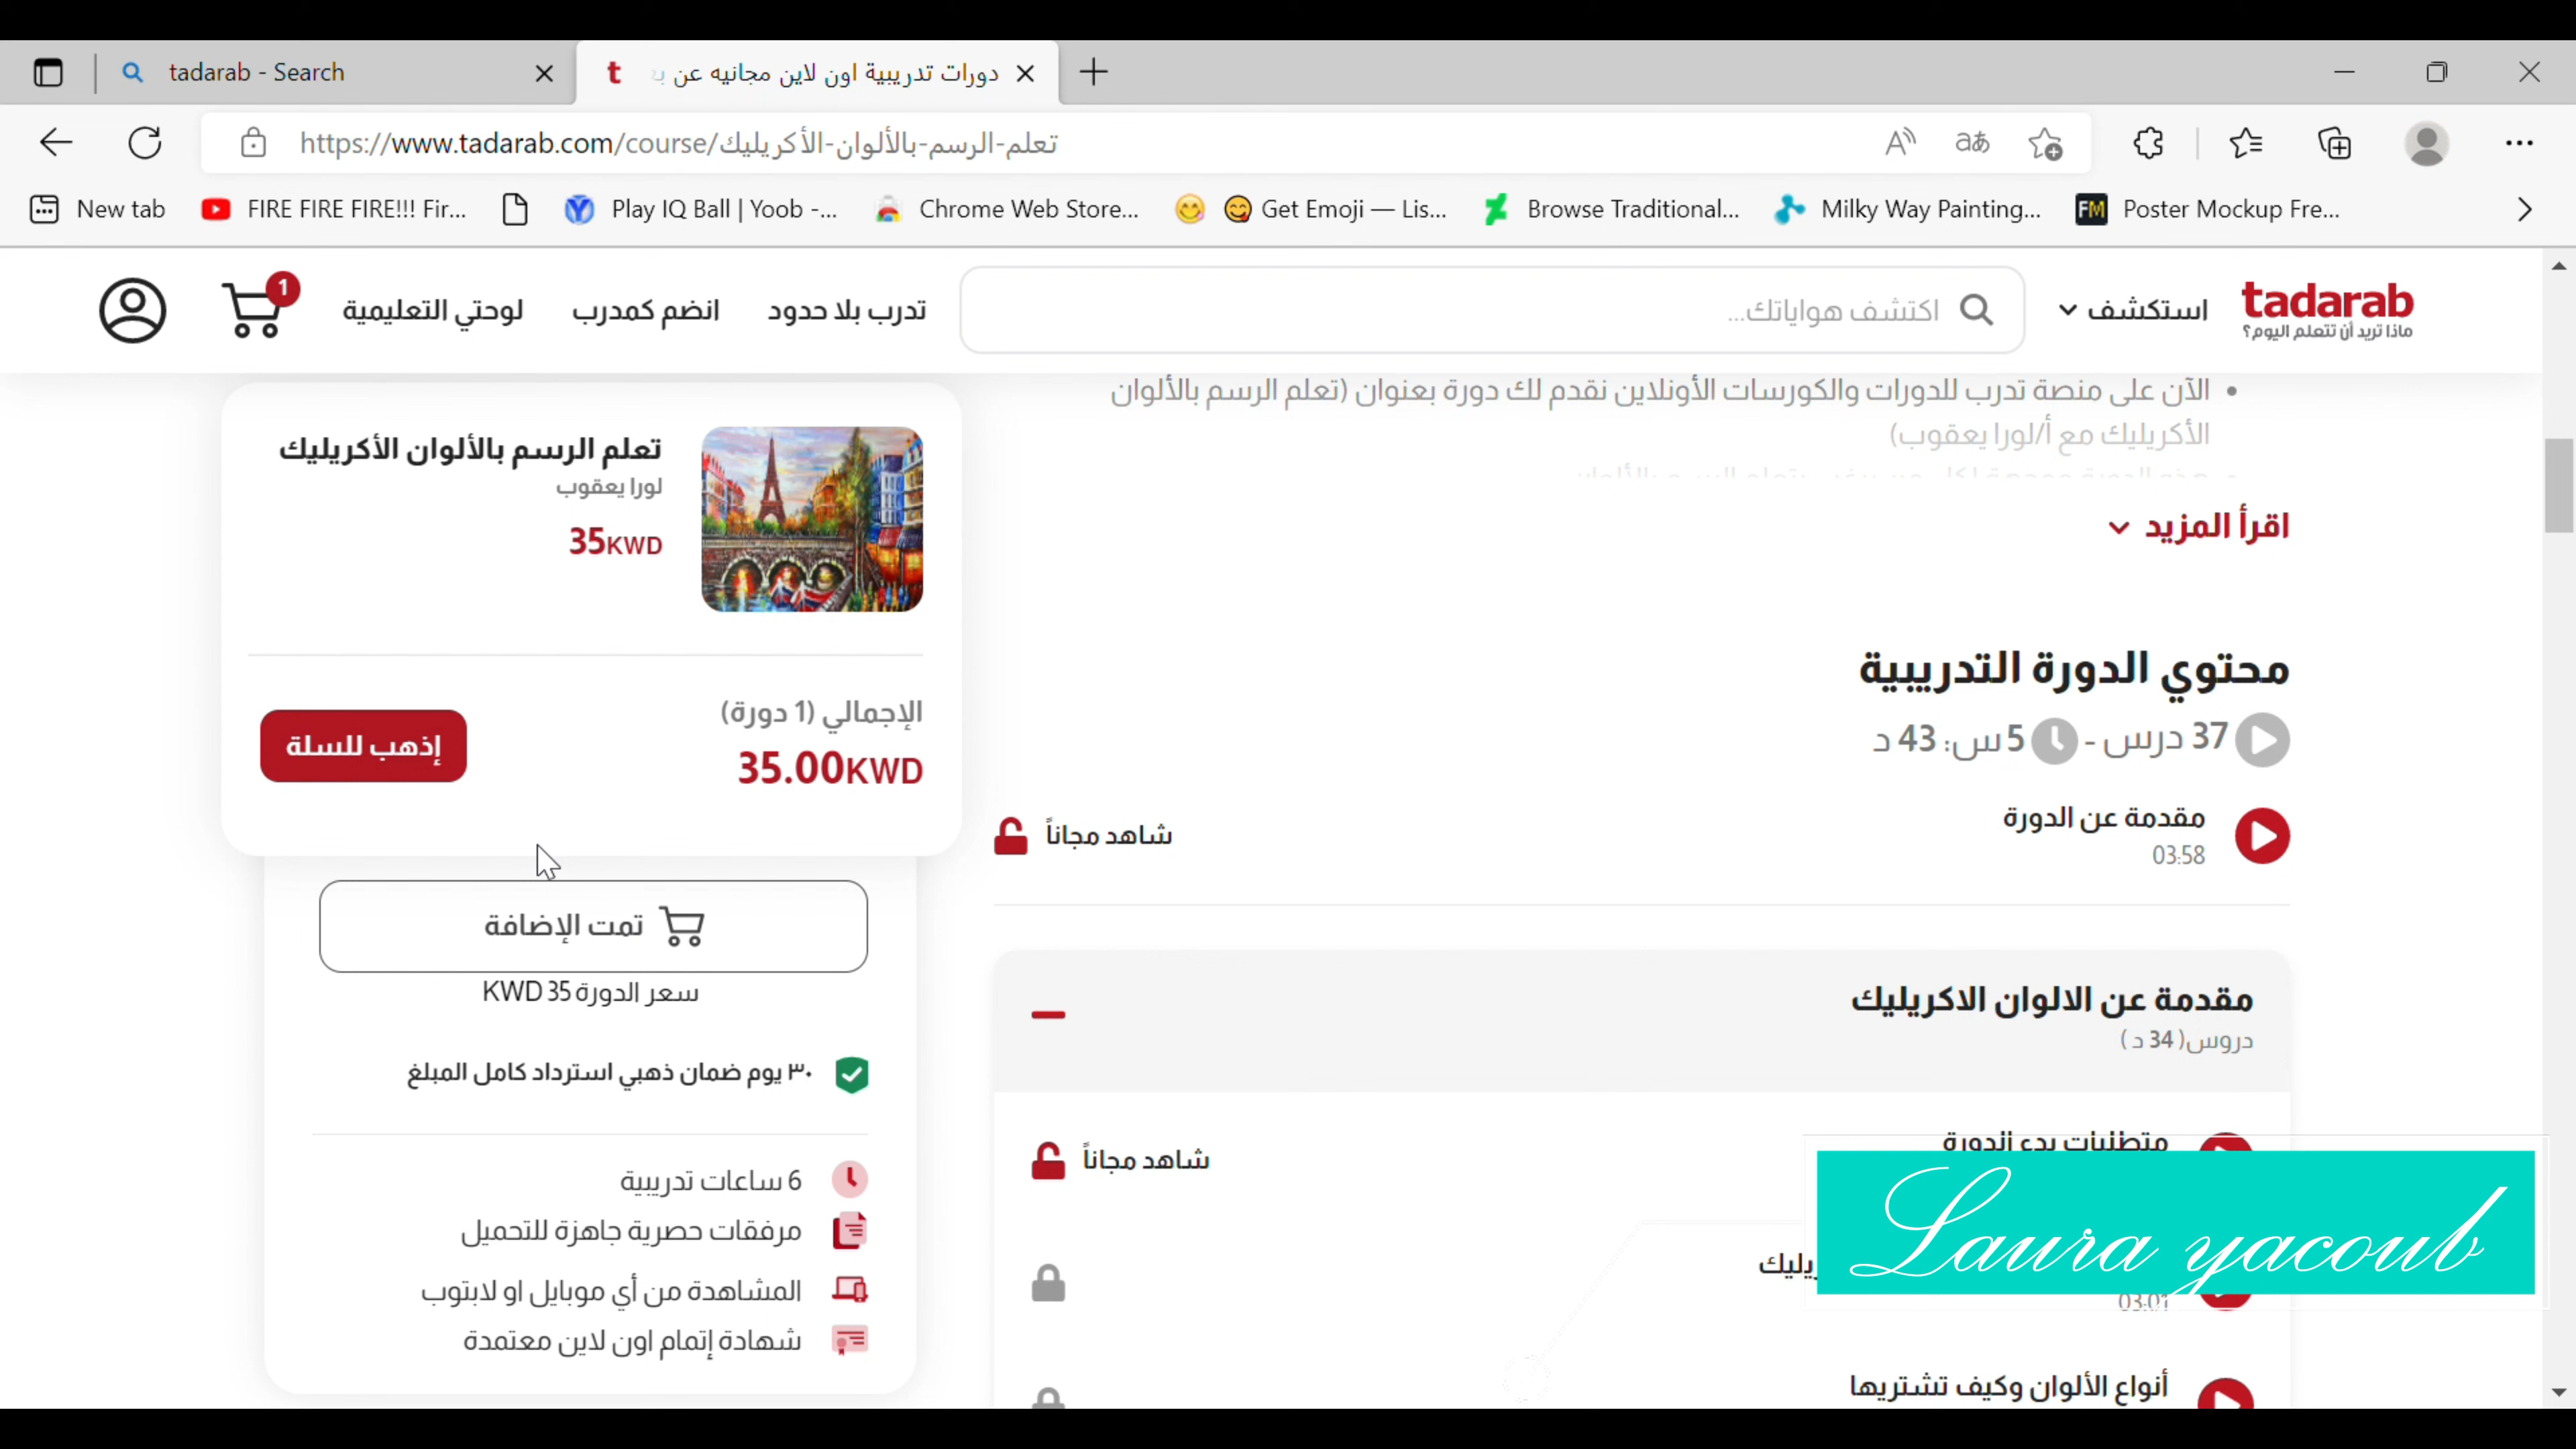 tadarab - Search
دورات تدريبية اون لاين مجانيه عن
https://www.tadarab.com/course/تعلم-الرسم-بالألوان-الأكريليك
New tab
FIRE FIRE FIRE!!! Fir...
Play IQ Ball | Yoob -...
Chrome Web Store...
Get Emoji — Lis...
Browse Traditional...
Milky Way Painting...
FM Poster Mockup Fre...
tadarab
ماذا تريد أن تتعلم اليوم؟
استكشف
اكتشف هواياتك...
تدرب بلا حدود
انضم كمدرب
لوحتي التعليمية
1
الآن على منصة تدرب للدورات والكورسات الأونلاين نقدم لك دورة بعنوان (تعلم الرسم بالألوان
الأكريليك مع أ/لورا يعقوب)
اقرأ المزيد
محتوي الدورة التدريبية
37 درس - 5 س: 43 د
مقدمة عن الدورة
03:58
شاهد مجاناً
مقدمة عن الالوان الاكريليك
دروس( 34 د )
متطلبات بدء الدورة
شاهد مجاناً
03:01
أنواع الألوان وكيف تشتريها
تعلم الرسم بالألوان الأكريليك
لورا يعقوب
35KWD
الإجمالي (1 دورة)
35.00KWD
إذهب للسلة
تمت الإضافة
سعر الدورة 35 KWD
٣٠ يوم ضمان ذهبي استرداد كامل المبلغ
6 ساعات تدريبية
مرفقات حصرية جاهزة للتحميل
المشاهدة من أي موبايل او لابتوب
شهادة إتمام اون لاين معتمدة
Laura yacoub